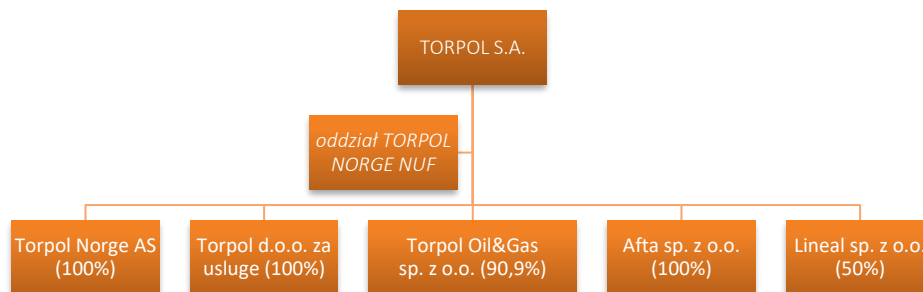 TORPOL S.A.
oddział TORPOL
NORGE NUF
Torpol Norge AS
(100%)
Torpol d.o.o. za
usluge (100%)
Torpol Oil&Gas
sp. z o.o. (90,9%)
Afta sp. z o.o.
(100%)
Lineal sp. z o.o.
(50%)